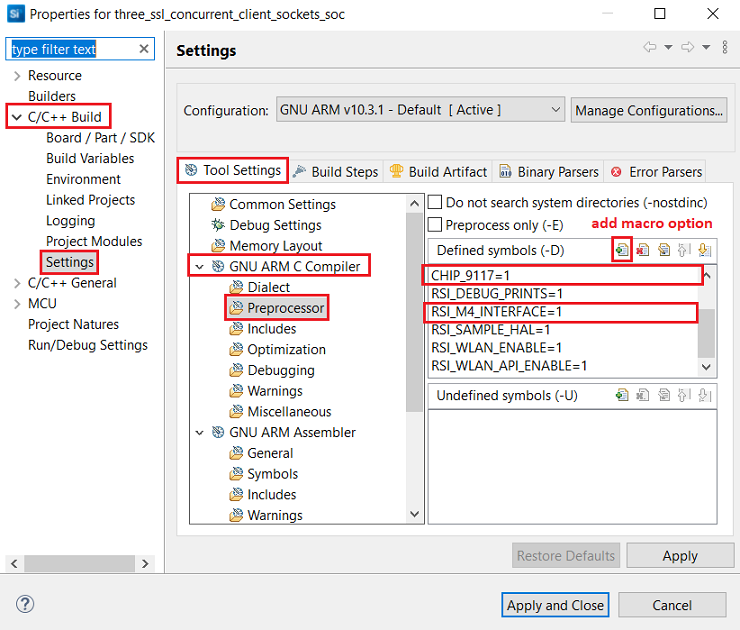 Si
Properties for three_ssl_concurrent_client_sockets_soc
type filter text
Resource
Builders
C/C++ Build
Board / Part / SDK
Build Variables
Environment
Linked Projects
Logging
Project Modules
Settings
C/C++ General
MCU
Project Natures
Run/Debug Settings
Settings
Configuration:
GNU ARM v10.3.1 - Default [ Active ]
Manage Configurations...
Tool Settings
Build Steps
Build Artifact
Binary Parsers
Error Parsers
Common Settings
Debug Settings
Memory Layout
GNU ARM C Compiler
Dialect
Preprocessor
Includes
Optimization
Debugging
Warnings
Miscellaneous
GNU ARM Assembler
General
Symbols
Includes
Warnings
Do not search system directories (-nostdinc)
Preprocess only (-E)
add macro option
Defined symbols (-D)
CHIP_9117=1
RSI_DEBUG_PRINTS=1
RSI_M4_INTERFACE=1
RSI_SAMPLE_HAL=1
RSI_WLAN_ENABLE=1
RSI_WLAN_API_ENABLE=1
Undefined symbols (-U)
Restore Defaults
Apply
?
Apply and Close
Cancel